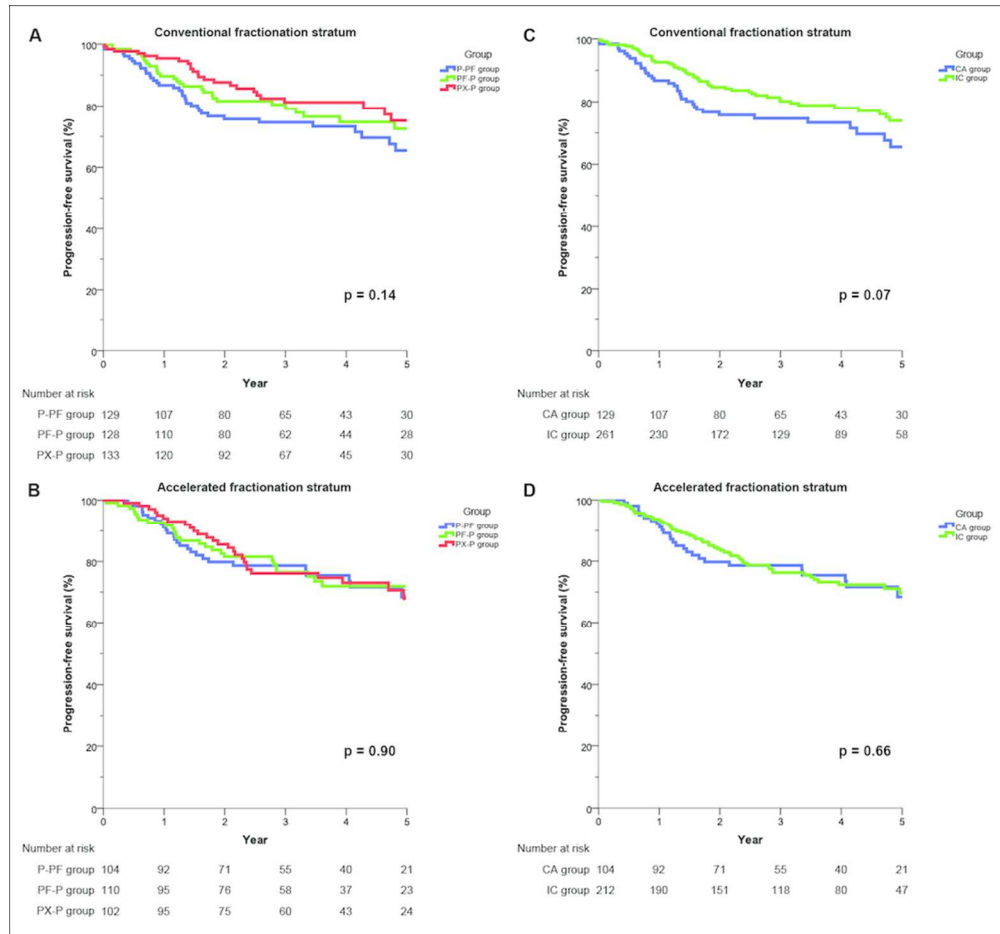 A
Conventional fractionation stratum
Group
P-PF group
PF-P group
PX-P group
Progression-free survival (%)
100
80
60
40
20
0
p = 0.14
0 1 2 3 4 5
Year
Number at risk
P-PF group 129 107 80 65 43 30
PF-P group 128 110 80 62 44 28
PX-P group 133 120 92 67 45 30
C
Conventional fractionation stratum
Group
CA group
IC group
Progression-free survival (%)
100
80
60
40
20
0
p = 0.07
0 1 2 3 4 5
Year
Number at risk
CA group 129 107 80 65 43 30
IC group 261 230 172 129 89 58
B
Accelerated fractionation stratum
Group
P-PF group
PF-P group
PX-P group
Progression-free survival (%)
100
80
60
40
20
0
p = 0.90
0 1 2 3 4 5
Year
Number at risk
P-PF group 104 92 71 55 40 21
PF-P group 110 95 76 58 37 23
PX-P group 102 95 75 60 43 24
D
Accelerated fractionation stratum
Group
CA group
IC group
Progression-free survival (%)
100
80
60
40
20
0
p = 0.66
0 1 2 3 4 5
Year
Number at risk
CA group 104 92 71 55 40 21
IC group 212 190 151 118 80 47